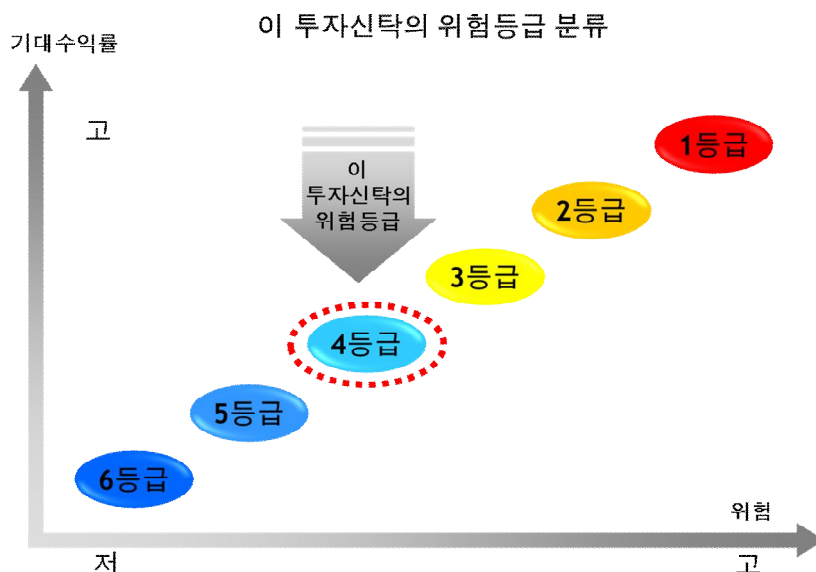 이 투자신탁의 위험등급 분류
기대수익률
고
1등급
이
투자신탁의
위험등급
2등급
3등급
4등급
5등급
6등급
위험
저
고